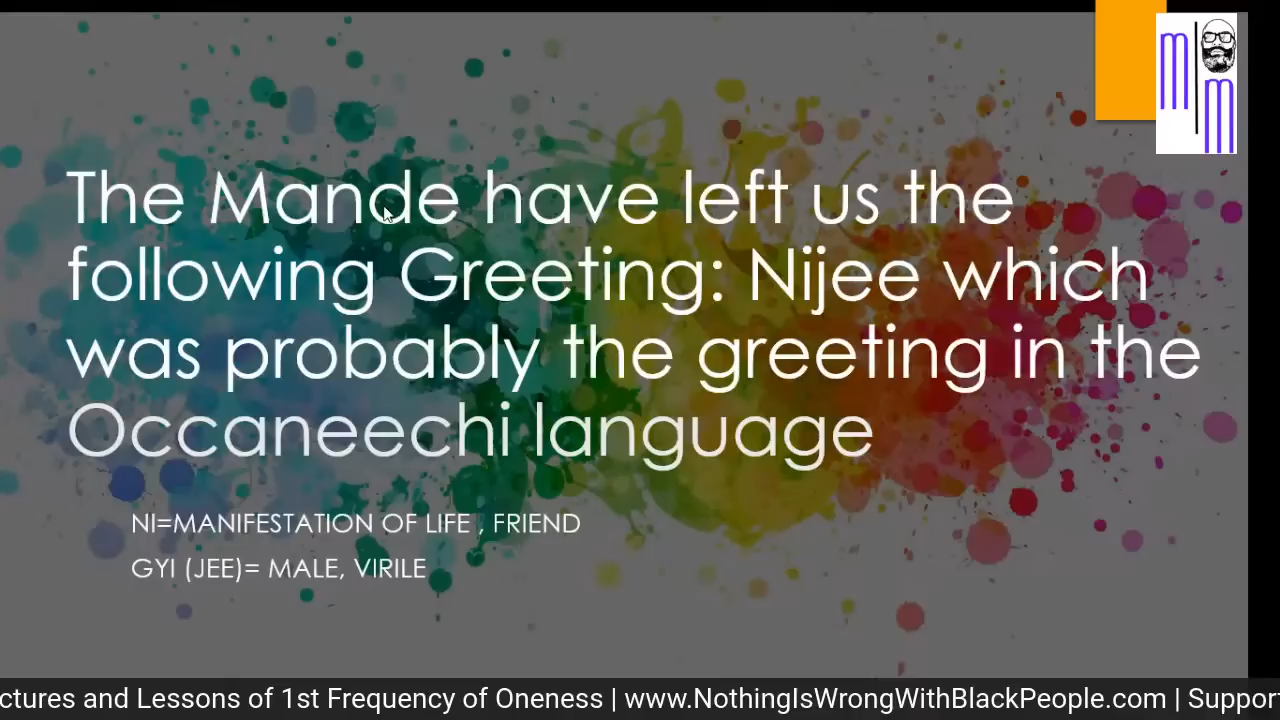 m
m
The Mande have left us the
following Greeting: Nijee which
was probably the greeting in the
Occaneechi language
NI=MANIFESTATION OF LIFE , FRIEND
GYI (JEE)= MALE, VIRILE
ctures and Lessons of 1st Frequency of Oneness | www.NothingIsWrongWithBlackPeople.com | Support